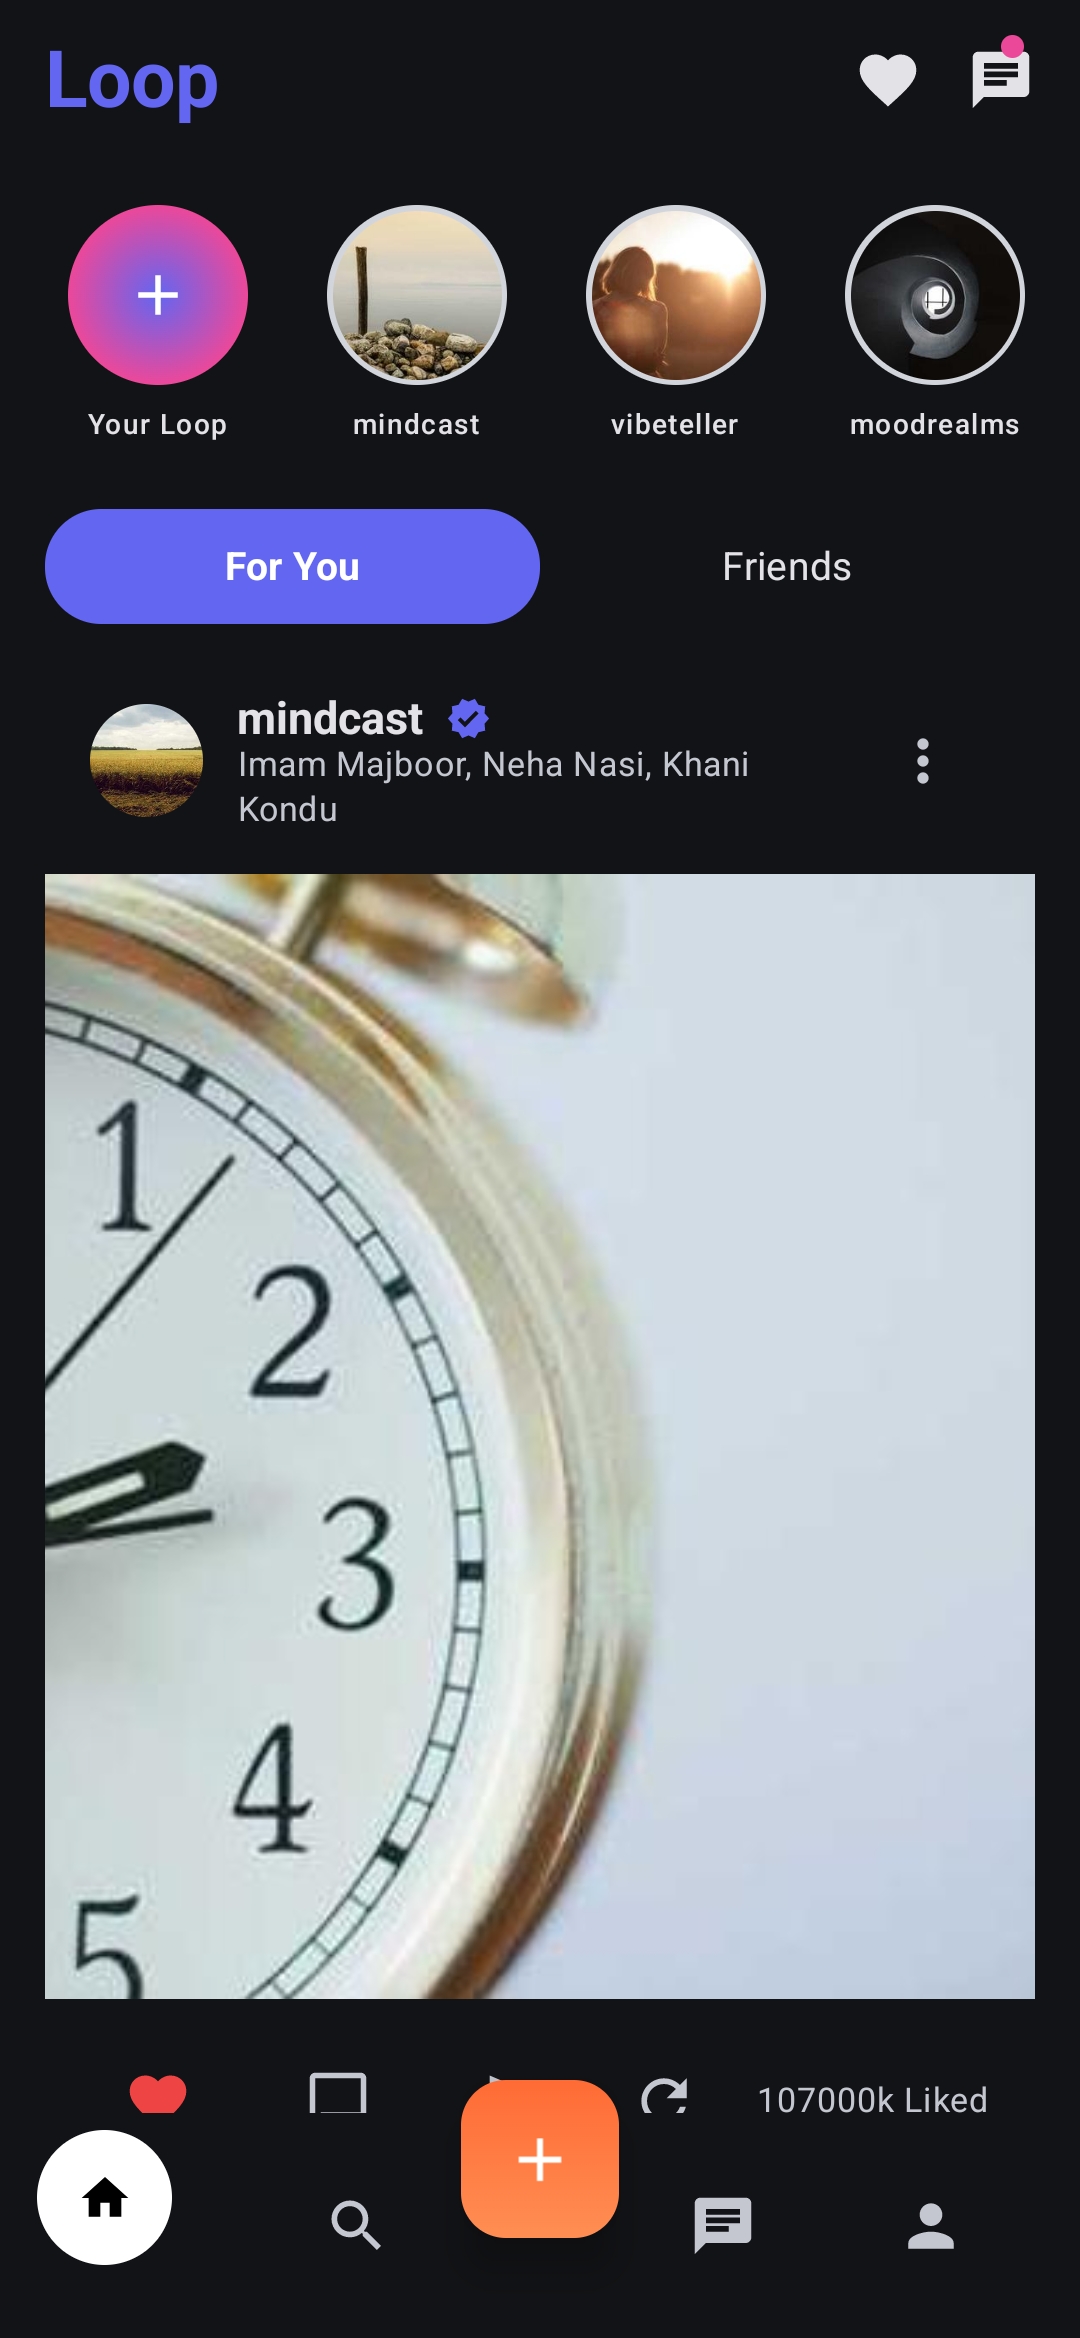 Loop
Your Loop
mindcast
vibeteller
moodrealms
For You
Friends
mindcast
Imam Majboor, Neha Nasi, Khani
Kondu
1
2
3
4
5
107000k Liked